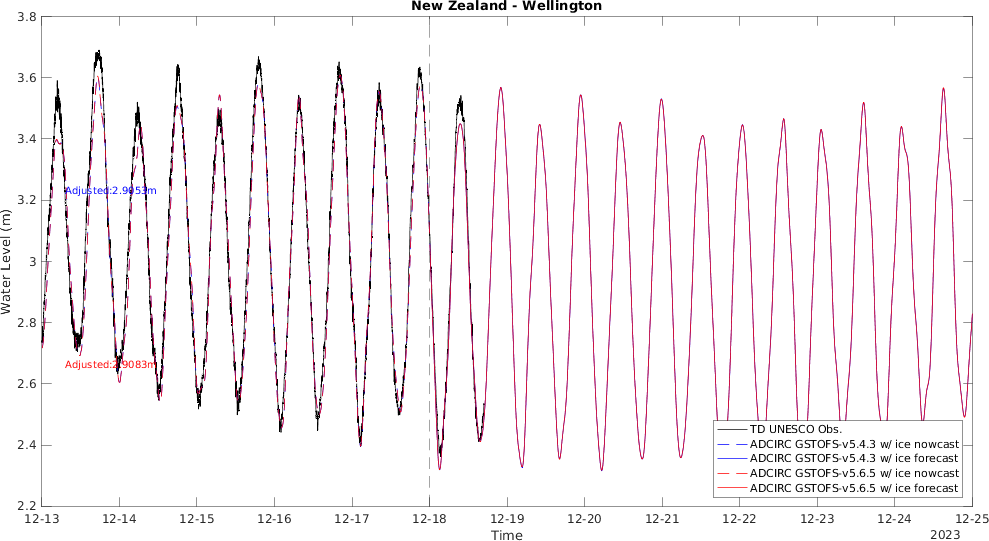 New Zealand - Wellington
3.8
3.6
3.4
3.2
3
2.8
2.6
2.4
2.2
Water Level (m)
Adjusted:2.9053m
Adjusted:2.9083m
TD UNESCO Obs.
ADCIRC GSTOFS-v5.4.3 w/ ice nowcast
ADCIRC GSTOFS-v5.4.3 w/ ice forecast
ADCIRC GSTOFS-v5.6.5 w/ ice nowcast
ADCIRC GSTOFS-v5.6.5 w/ ice forecast
12-13 12-14 12-15 12-16 12-17 12-18 12-19 12-20 12-21 12-22 12-23 12-24 12-25
Time
2023